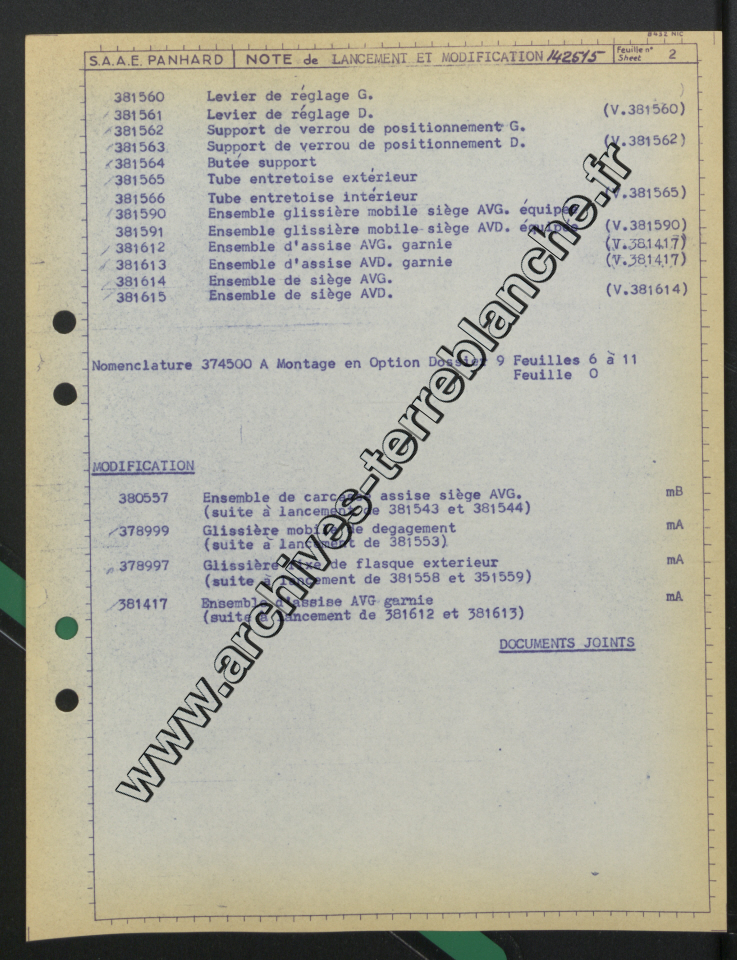 S.A.A.E. PANHARD NOTE de LANCEMENT ET MODIFICATION 142615 Feuille n° Sheet 2
381560 Levier de réglage G.
381561 Levier de réglage D. (V.381560)
381562 Support de verrou de positionnement G.
381563 Support de verrou de positionnement D. (V.381562)
381564 Butée support
381565 Tube entretoise extérieur
381566 Tube entretoise intérieur (V.381565)
381590 Ensemble glissière mobile siège AVG. équipée
381591 Ensemble glissière mobile siège AVD. équipée (V.381590)
381612 Ensemble d'assise AVG. garnie (V.381417)
381613 Ensemble d'assise AVD. garnie (V.381417)
381614 Ensemble de siège AVG.
381615 Ensemble de siège AVD. (V.381614)
Nomenclature 374500 A Montage en Option Dossier 9 Feuilles 6 à 11
Feuille 0
MODIFICATION
380557 Ensemble de carcasse assise siège AVG. mB
(suite à lancement de 381543 et 381544)
378999 Glissière mobile de degagement mA
(suite a lancement de 381553)
378997 Glissière fixe de flasque exterieur mA
(suite à lancement de 381558 et 351559)
381417 Ensemble d'assise AVG garnie mA
(suite a lancement de 381612 et 381613)
DOCUMENTS JOINTS
www.archives-terreblanche.fr